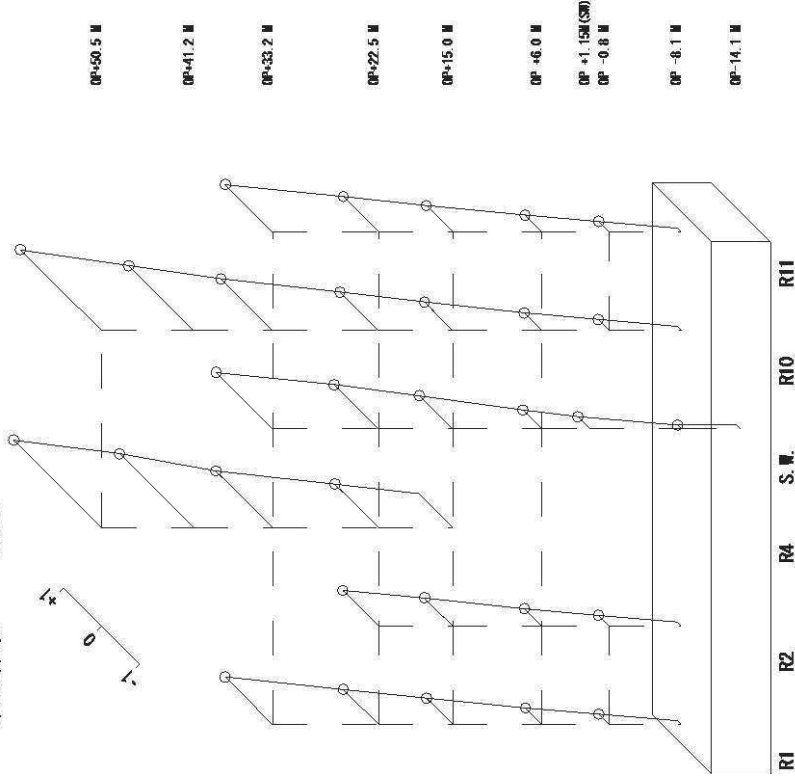 OP+50.5 M
OP+41.2 M
OP+33.2 M
OP+22.5 M
OP+15.0 M
OP +6.0 M
OP +1.15M(SW)
OP -0.8 M
OP -8.1 M
OP-14.1 M
+1
0
-1
R1
R2
R4
S.W.
R10
R11